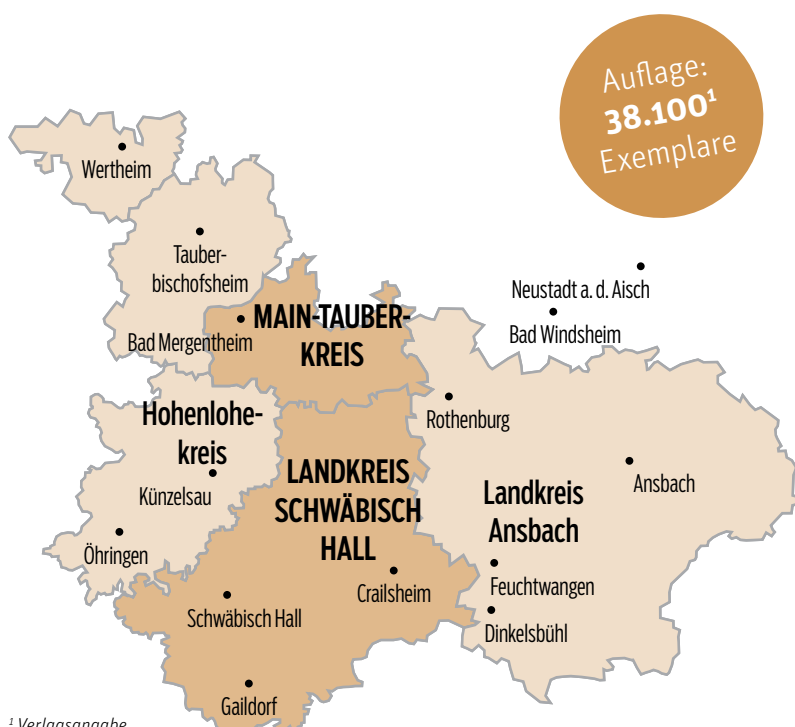 Auflage:
38.100¹
Exemplare
Wertheim
Tauber-
bischofsheim
Neustadt a. d. Aisch
Bad Windsheim
MAIN-TAUBER-
KREIS
Bad Mergentheim
Hohenlohe-
kreis
Rothenburg
Künzelsau
LANDKREIS
SCHWÄBISCH
HALL
Landkreis
Ansbach
Ansbach
Öhringen
Crailsheim
Feuchtwangen
Schwäbisch Hall
Dinkelsbühl
Gaildorf
¹ Verlagsangabe